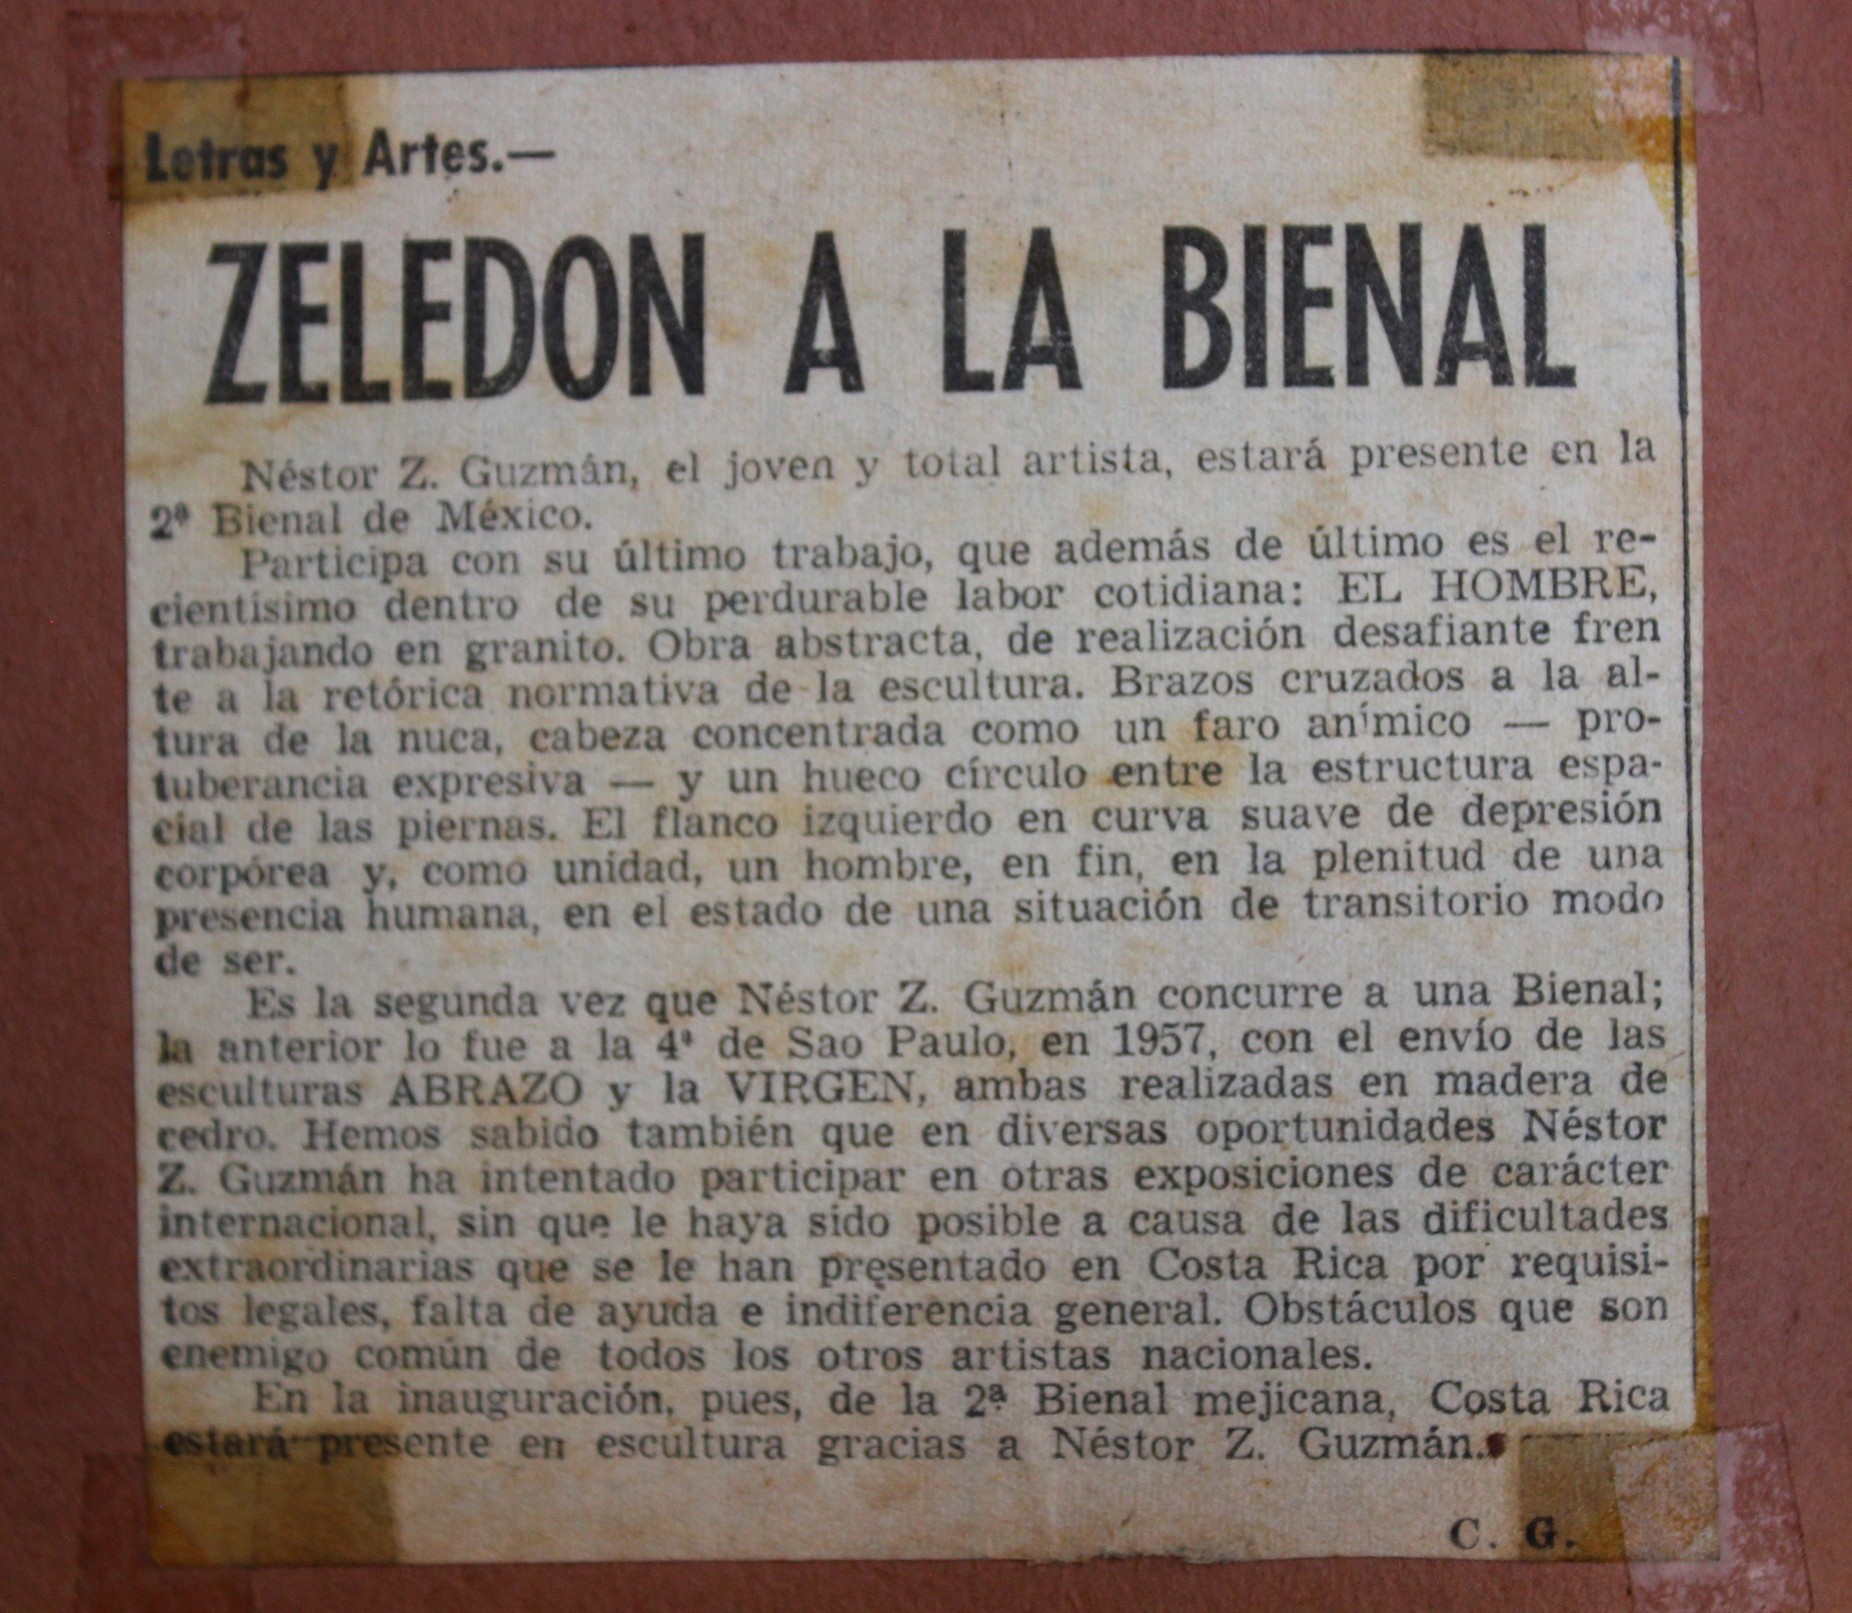 Letras y Artes.—
ZELEDON A LA BIENAL
Néstor Z. Guzmán, el joven y total artista, estará presente en la
2ª Bienal de México.
Participa con su último trabajo, que además de último es el re-
cientísimo dentro de su perdurable labor cotidiana: EL HOMBRE,
trabajando en granito. Obra abstracta, de realización desafiante fren
te a la retórica normativa de la escultura. Brazos cruzados a la al-
tura de la nuca, cabeza concentrada como un faro anímico — pro-
tuberancia expresiva — y un hueco círculo entre la estructura espa-
cial de las piernas. El flanco izquierdo en curva suave de depresión
corpórea y, como unidad, un hombre, en fin, en la plenitud de una
presencia humana, en el estado de una situación de transitorio modo
de ser.
Es la segunda vez que Néstor Z. Guzmán concurre a una Bienal;
la anterior lo fue a la 4ª de Sao Paulo, en 1957, con el envío de las
esculturas ABRAZO y la VIRGEN, ambas realizadas en madera de
cedro. Hemos sabido también que en diversas oportunidades Néstor
Z. Guzmán ha intentado participar en otras exposiciones de carácter
internacional, sin que le haya sido posible a causa de las dificultades
extraordinarias que se le han presentado en Costa Rica por requisi-
tos legales, falta de ayuda e indiferencia general. Obstáculos que son
enemigo común de todos los otros artistas nacionales.
En la inauguración, pues, de la 2ª Bienal mejicana, Costa Rica
estará presente en escultura gracias a Néstor Z. Guzmán.
C. G.